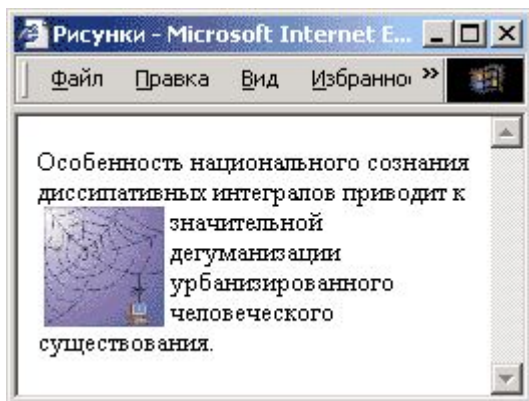 Рисунки - Microsoft Internet E...
Файл Правка Вид Избранно »
Особенность национального сознания
диссипативных интегралов приводит к
значительной
дегуманизации
урбанизированного
человеческого
существования.